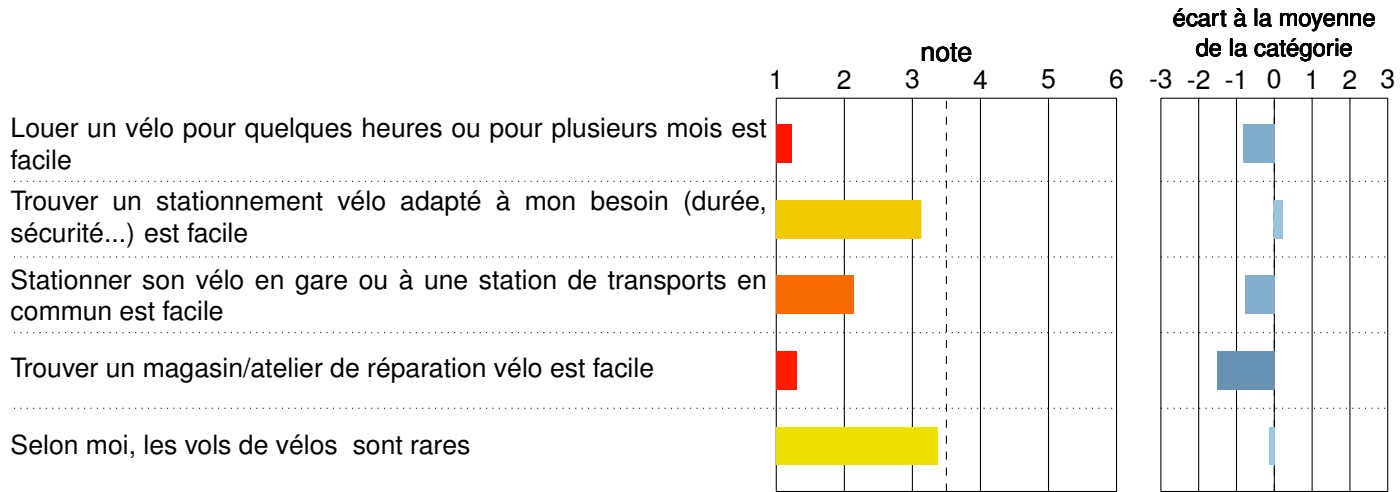 écart à la moyenne
note de la catégorie
1 2 3 4 5 6 -3 -2 -1 0 1 2 3
Louer un vélo pour quelques heures ou pour plusieurs mois est
facile
Trouver un stationnement vélo adapté à mon besoin (durée,
sécurité...) est facile
Stationner son vélo en gare ou à une station de transports en
commun est facile
Trouver un magasin/atelier de réparation vélo est facile
Selon moi, les vols de vélos sont rares